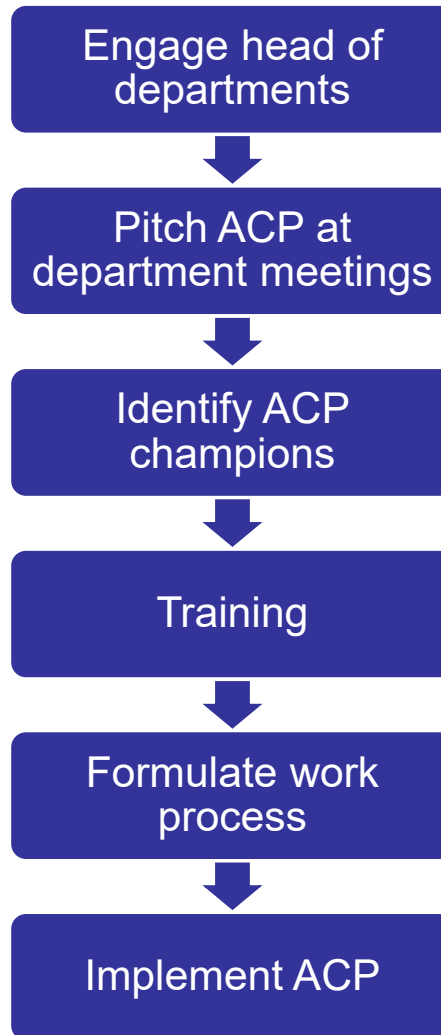 Engage head of
departments
Pitch ACP at
department meetings
Identify ACP
champions
Training
Formulate work
process
Implement ACP